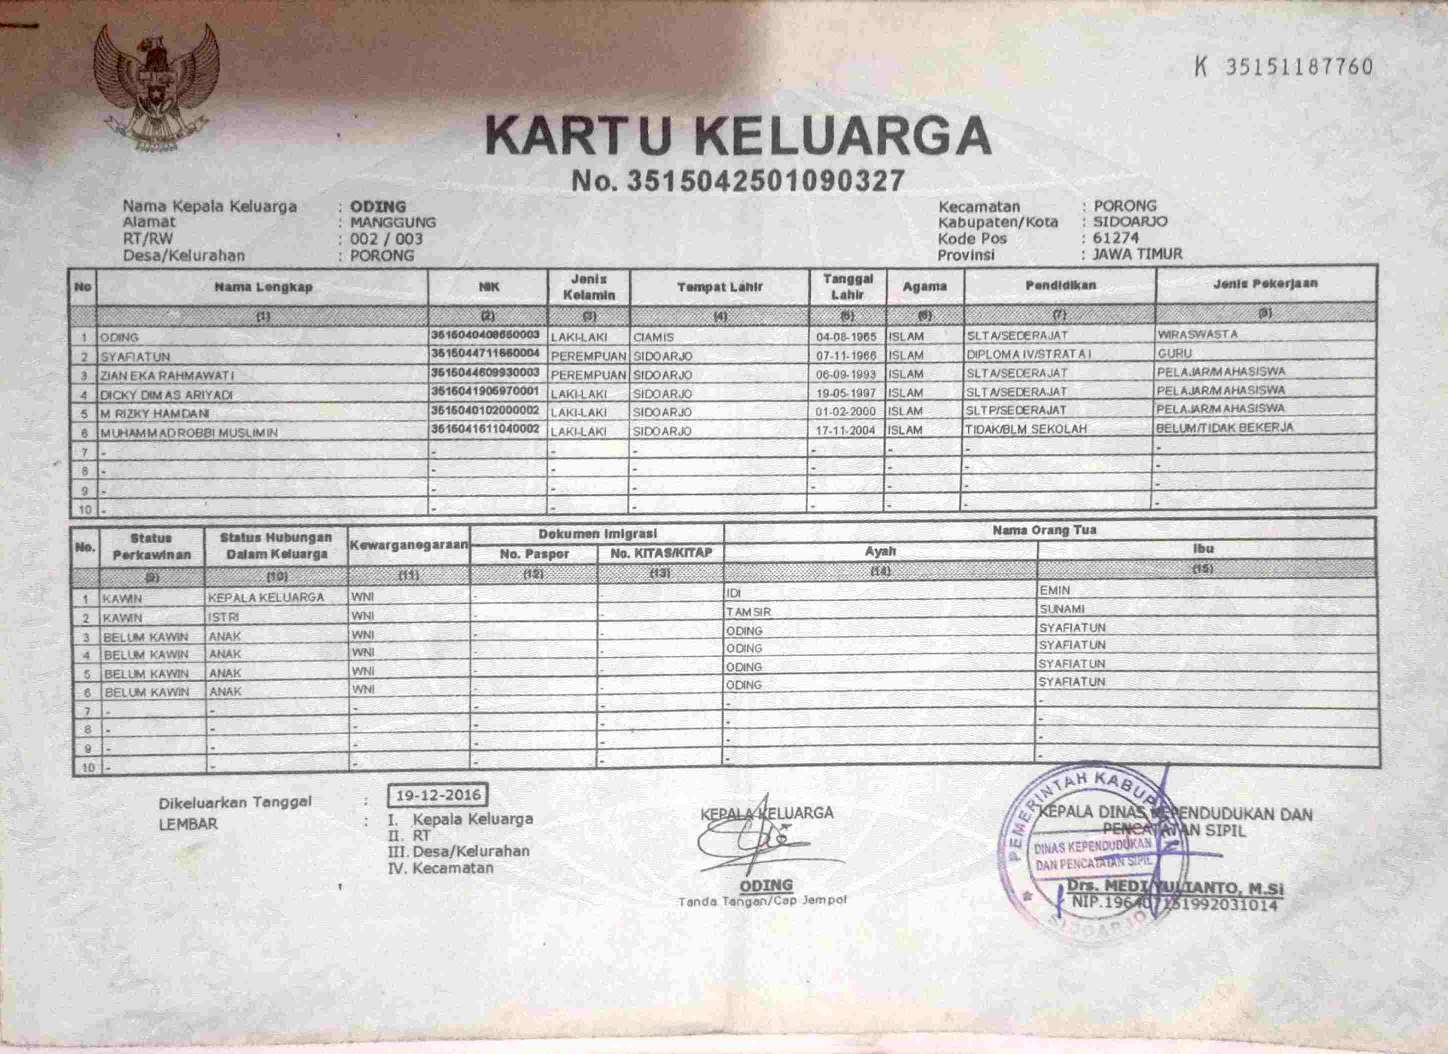 K 35151187760
KARTU KELUARGA
No. 3515042501090327
Nama Kepala Keluarga : ODING
Alamat : MANGGUNG
RT/RW : 002 / 003
Desa/Kelurahan : PORONG
Kecamatan : PORONG
Kabupaten/Kota : SIDOARJO
Kode Pos : 61274
Provinsi : JAWA TIMUR
No Nama Lengkap NIK Jenis Kelamin Tempat Lahir Tanggal Lahir Agama Pendidikan Jenis Pekerjaan
(1) (2) (3) (4) (5) (6) (7) (8)
1 ODING 3515040408650003 LAKI-LAKI CIAMIS 04-08-1965 ISLAM SLTA/SEDERAJAT WIRASWASTA
2 SYAFIATUN 3515044711660004 PEREMPUAN SIDOARJO 07-11-1966 ISLAM DIPLOMA IV/STRATA I GURU
3 ZIAN EKA RAHMAWATI 3515044609930003 PEREMPUAN SIDOARJO 06-09-1993 ISLAM SLTA/SEDERAJAT PELAJAR/MAHASISWA
4 DICKY DIMAS ARIYADI 3515041905970001 LAKI-LAKI SIDOARJO 19-05-1997 ISLAM SLTA/SEDERAJAT PELAJAR/MAHASISWA
5 M RIZKY HAMDANI 3515040102000002 LAKI-LAKI SIDOARJO 01-02-2000 ISLAM SLTP/SEDERAJAT PELAJAR/MAHASISWA
6 MUHAMMAD ROBBI MUSLIMIN 3515041611040002 LAKI-LAKI SIDOARJO 17-11-2004 ISLAM TIDAK/BLM SEKOLAH BELUM/TIDAK BEKERJA
7 - - - - - - - -
8 - - - - - - - -
9 - - - - - - - -
10 - - - - - - - -
No. Status Perkawinan Status Hubungan Dalam Keluarga Kewarganegaraan Dokumen Imigrasi Nama Orang Tua
No. Paspor No. KITAS/KITAP Ayah Ibu
(9) (10) (11) (12) (13) (14) (15)
1 KAWIN KEPALA KELUARGA WNI - - IDI EMIN
2 KAWIN ISTRI WNI - - TAMSIR SUNAMI
3 BELUM KAWIN ANAK WNI - - ODING SYAFIATUN
4 BELUM KAWIN ANAK WNI - - ODING SYAFIATUN
5 BELUM KAWIN ANAK WNI - - ODING SYAFIATUN
6 BELUM KAWIN ANAK WNI - - ODING SYAFIATUN
7 - - - - - - -
8 - - - - - - -
9 - - - - - - -
10 - - - - - - -
Dikeluarkan Tanggal : 19-12-2016
LEMBAR : I. Kepala Keluarga
II. RT
III. Desa/Kelurahan
IV. Kecamatan
KEPALA KELUARGA
ODING
Tanda Tangan/Cap Jempol
KEPALA DINAS KEPENDUDUKAN DAN
PENCATATAN SIPIL
PEMERINTAH KABUPATEN
DINAS KEPENDUDUKAN
DAN PENCATATAN SIPIL
SIDOARJO
Drs. MEDI YULIANTO, M.Si
NIP.196407151992031014